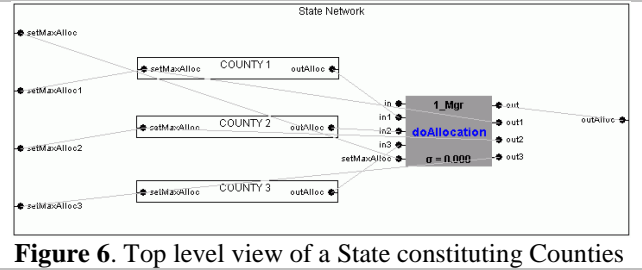 State Network
setMaxAlloc
setMaxAlloc1
setMaxAlloc2
setMaxAlloc3
setMaxAlloc COUNTY 1 outAlloc
setMaxAlloc COUNTY 2 outAlloc
setMaxAlloc COUNTY 3 outAlloc
in
in1
in2
in3
setMaxAlloc
1_Mgr
doAllocation
σ = 0.000
out
out1
out2
out3
outAlloc
Figure 6. Top level view of a State constituting Counties